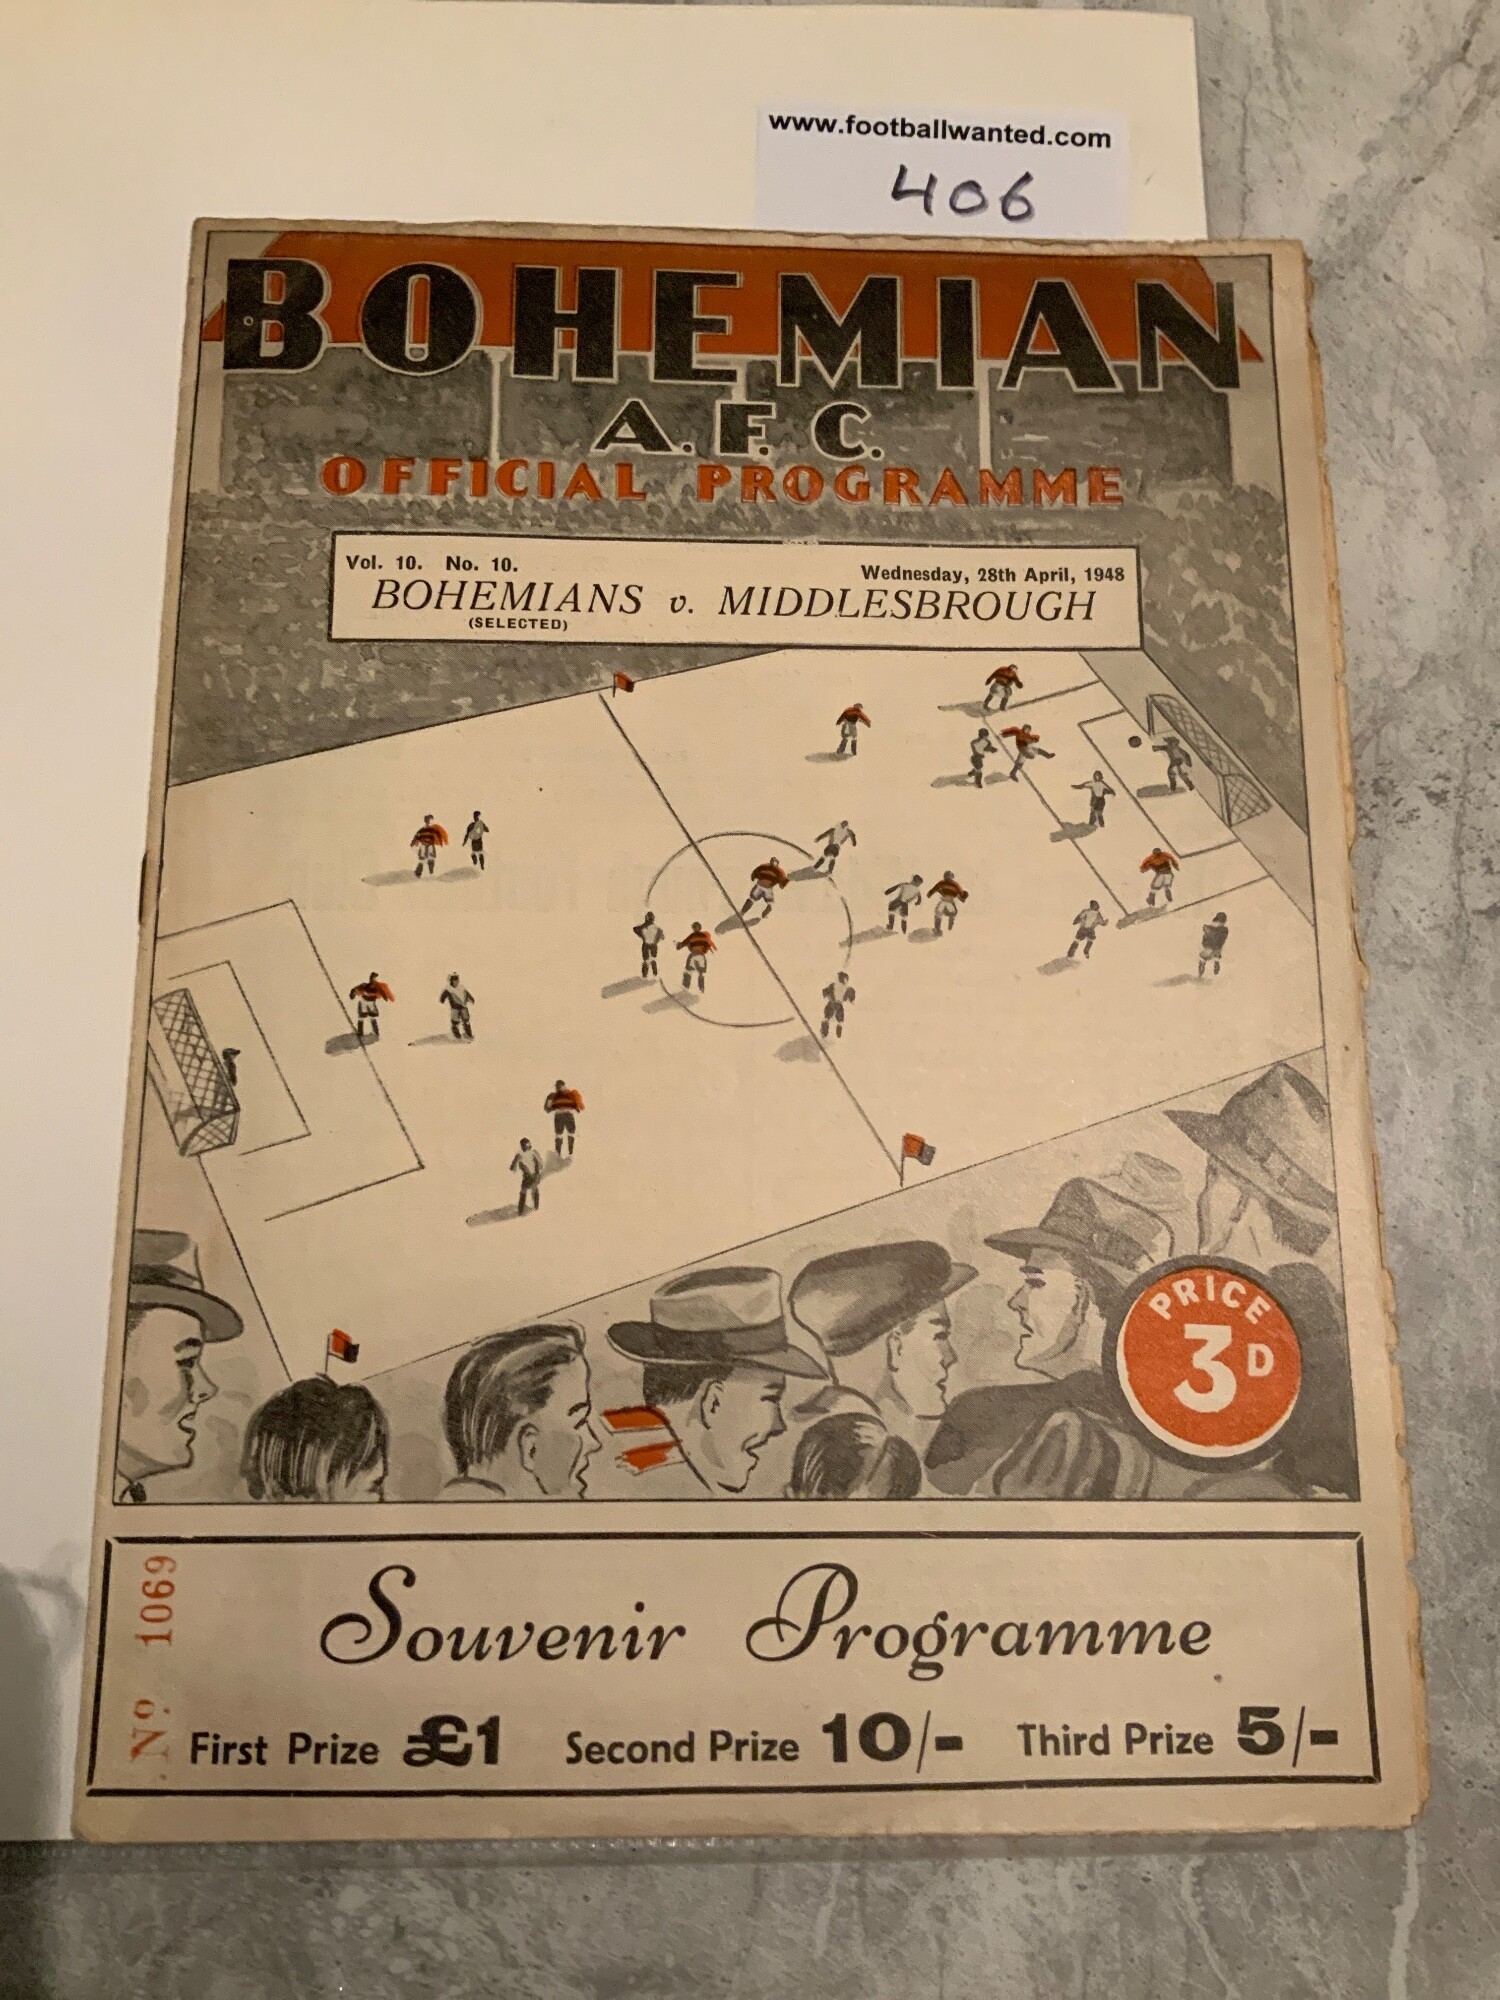 www.footballwanted.com
406
BOHEMIAN
A.F.C.
OFFICIAL PROGRAMME
Vol. 10. No. 10. Wednesday, 28th April, 1948
BOHEMIANS v. MIDDLESBROUGH
(SELECTED)
PRICE
3D
Nº 1069
Souvenir Programme
First Prize £1 Second Prize 10/- Third Prize 5/-